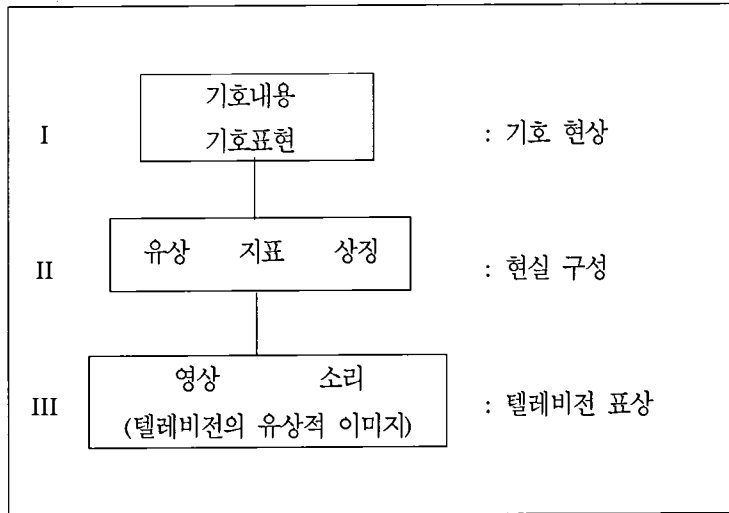 기호내용
I 기호표현 : 기호 현상
유상 지표 상징
II : 현실 구성
영상 소리
III (텔레비전의 유상적 이미지) : 텔레비전 표상